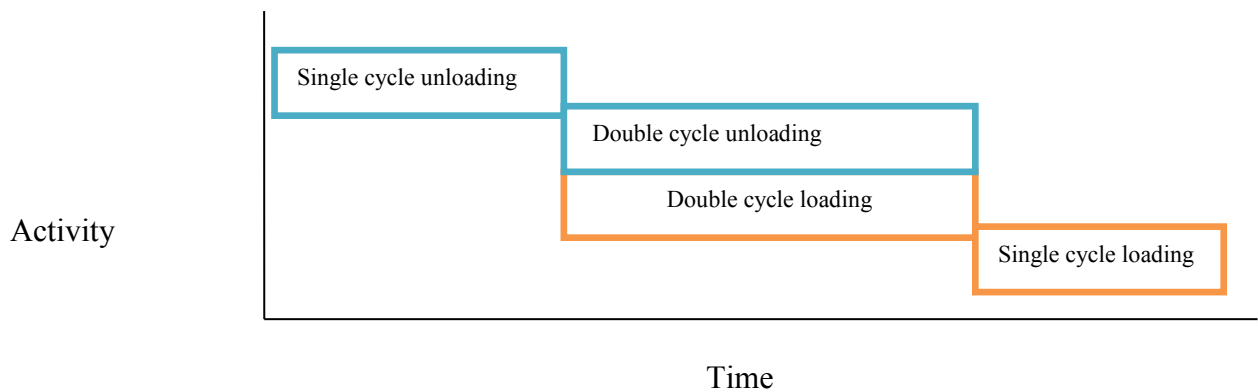 Single cycle unloading
Double cycle unloading
Double cycle loading
Activity
Single cycle loading
Time